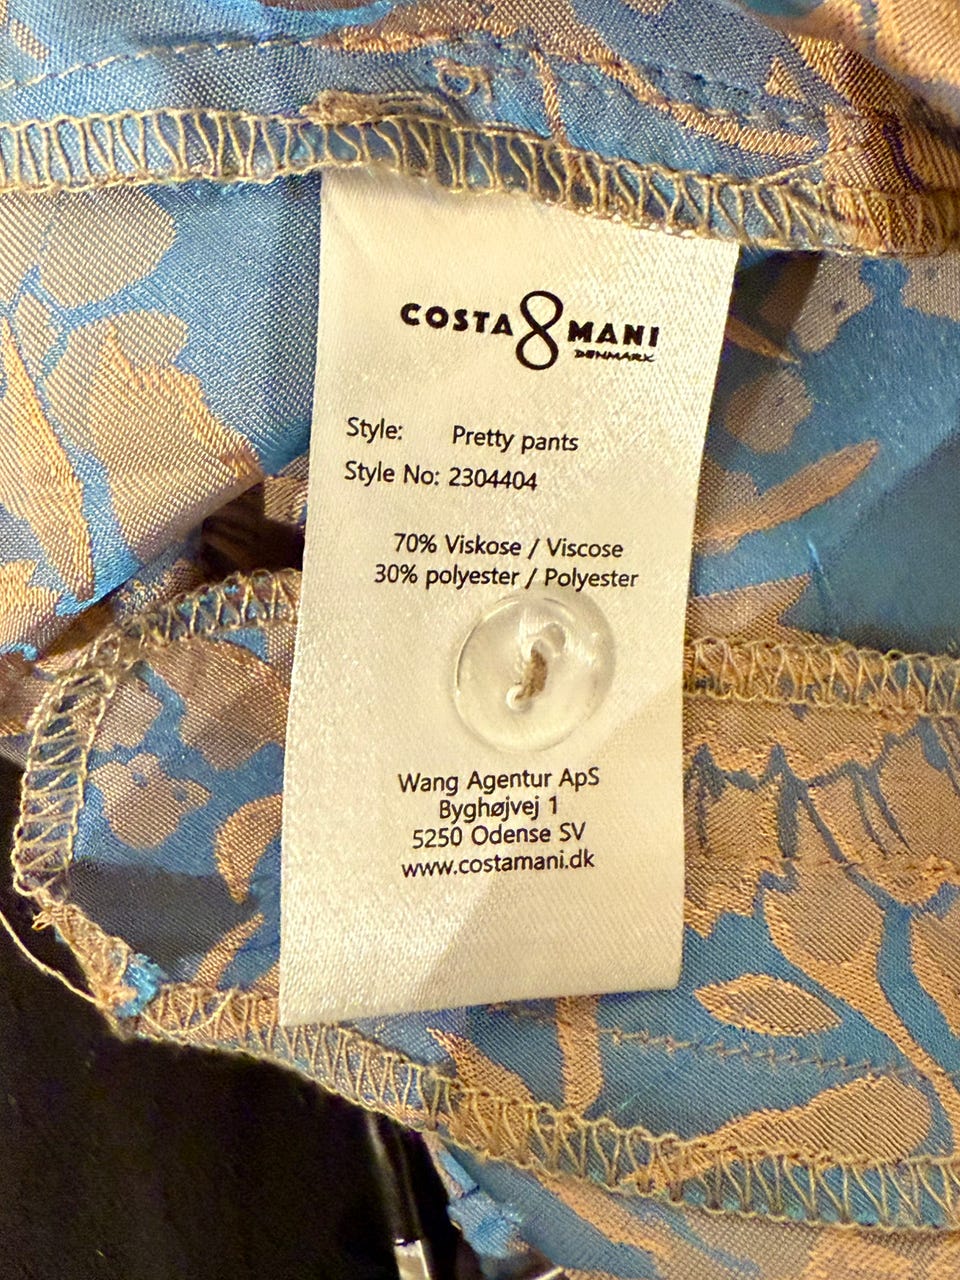 COSTA MANI
DENMARK
Style: Pretty pants
Style No: 2304404
70% Viskose / Viscose
30% polyester / Polyester
Wang Agentur ApS
Byghøjvej 1
5250 Odense SV
www.costamani.dk